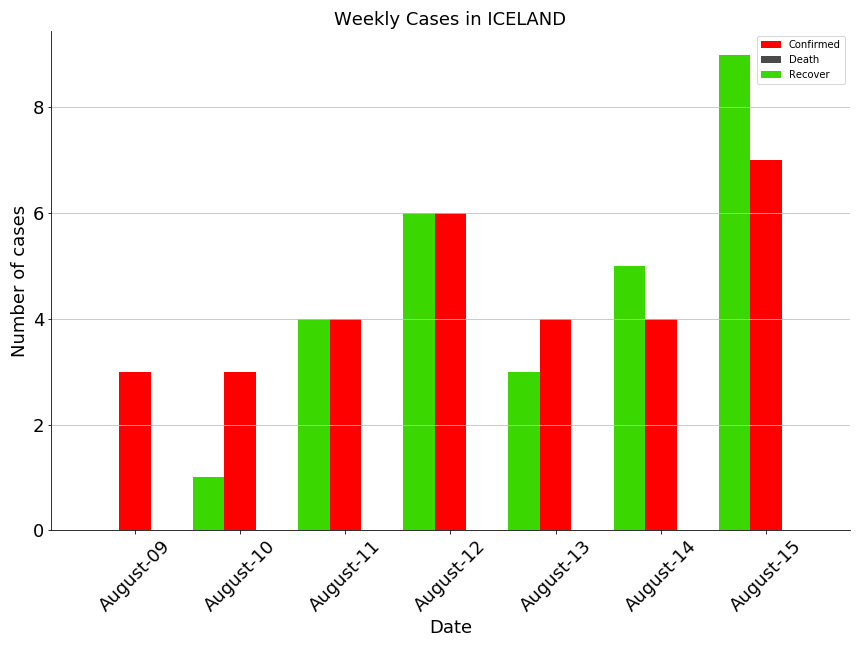 Weekly Cases in ICELAND
Confirmed
Death
Recover
Number of cases
8
6
4
2
0
August-09
August-10
August-11
August-12
August-13
August-14
August-15
Date